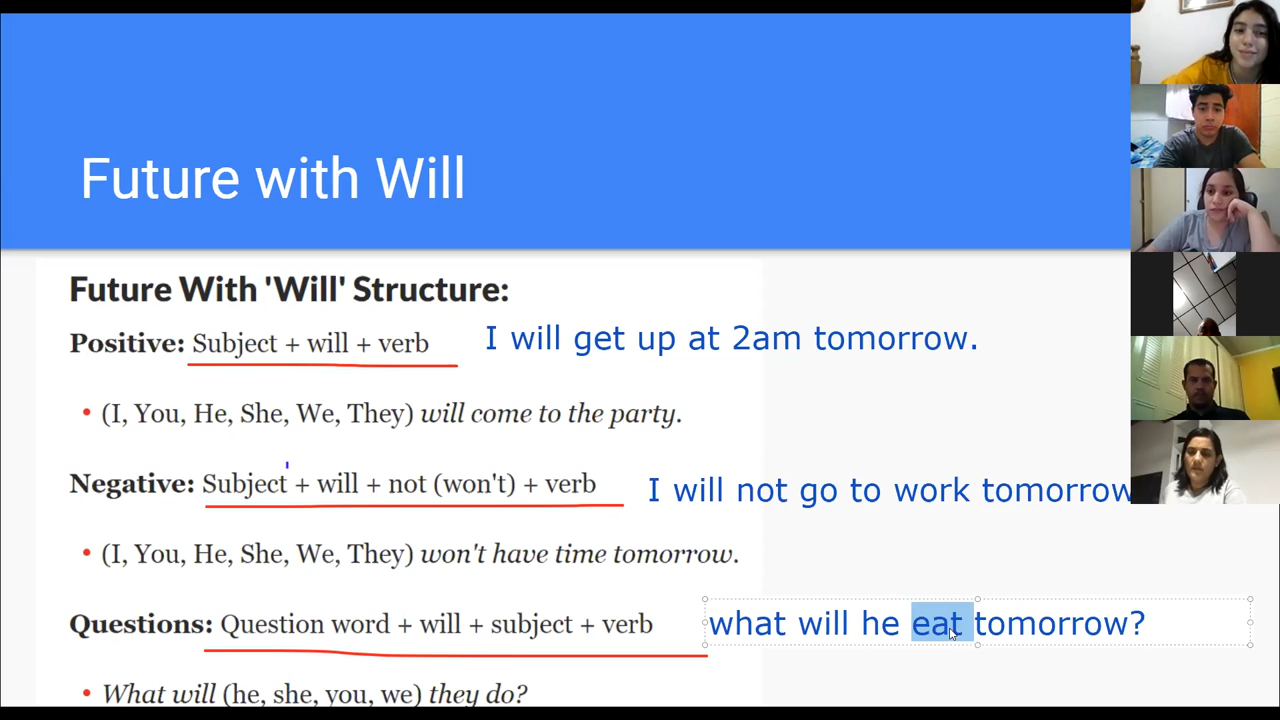 Future with Will
Future With 'Will' Structure:
Positive: Subject + will + verb
I will get up at 2am tomorrow.
• (I, You, He, She, We, They) will come to the party.
Negative: Subject + will + not (won't) + verb
I will not go to work tomorrow
• (I, You, He, She, We, They) won't have time tomorrow.
Questions: Question word + will + subject + verb
what will he eat tomorrow?
• What will (he, she, you, we) they do?